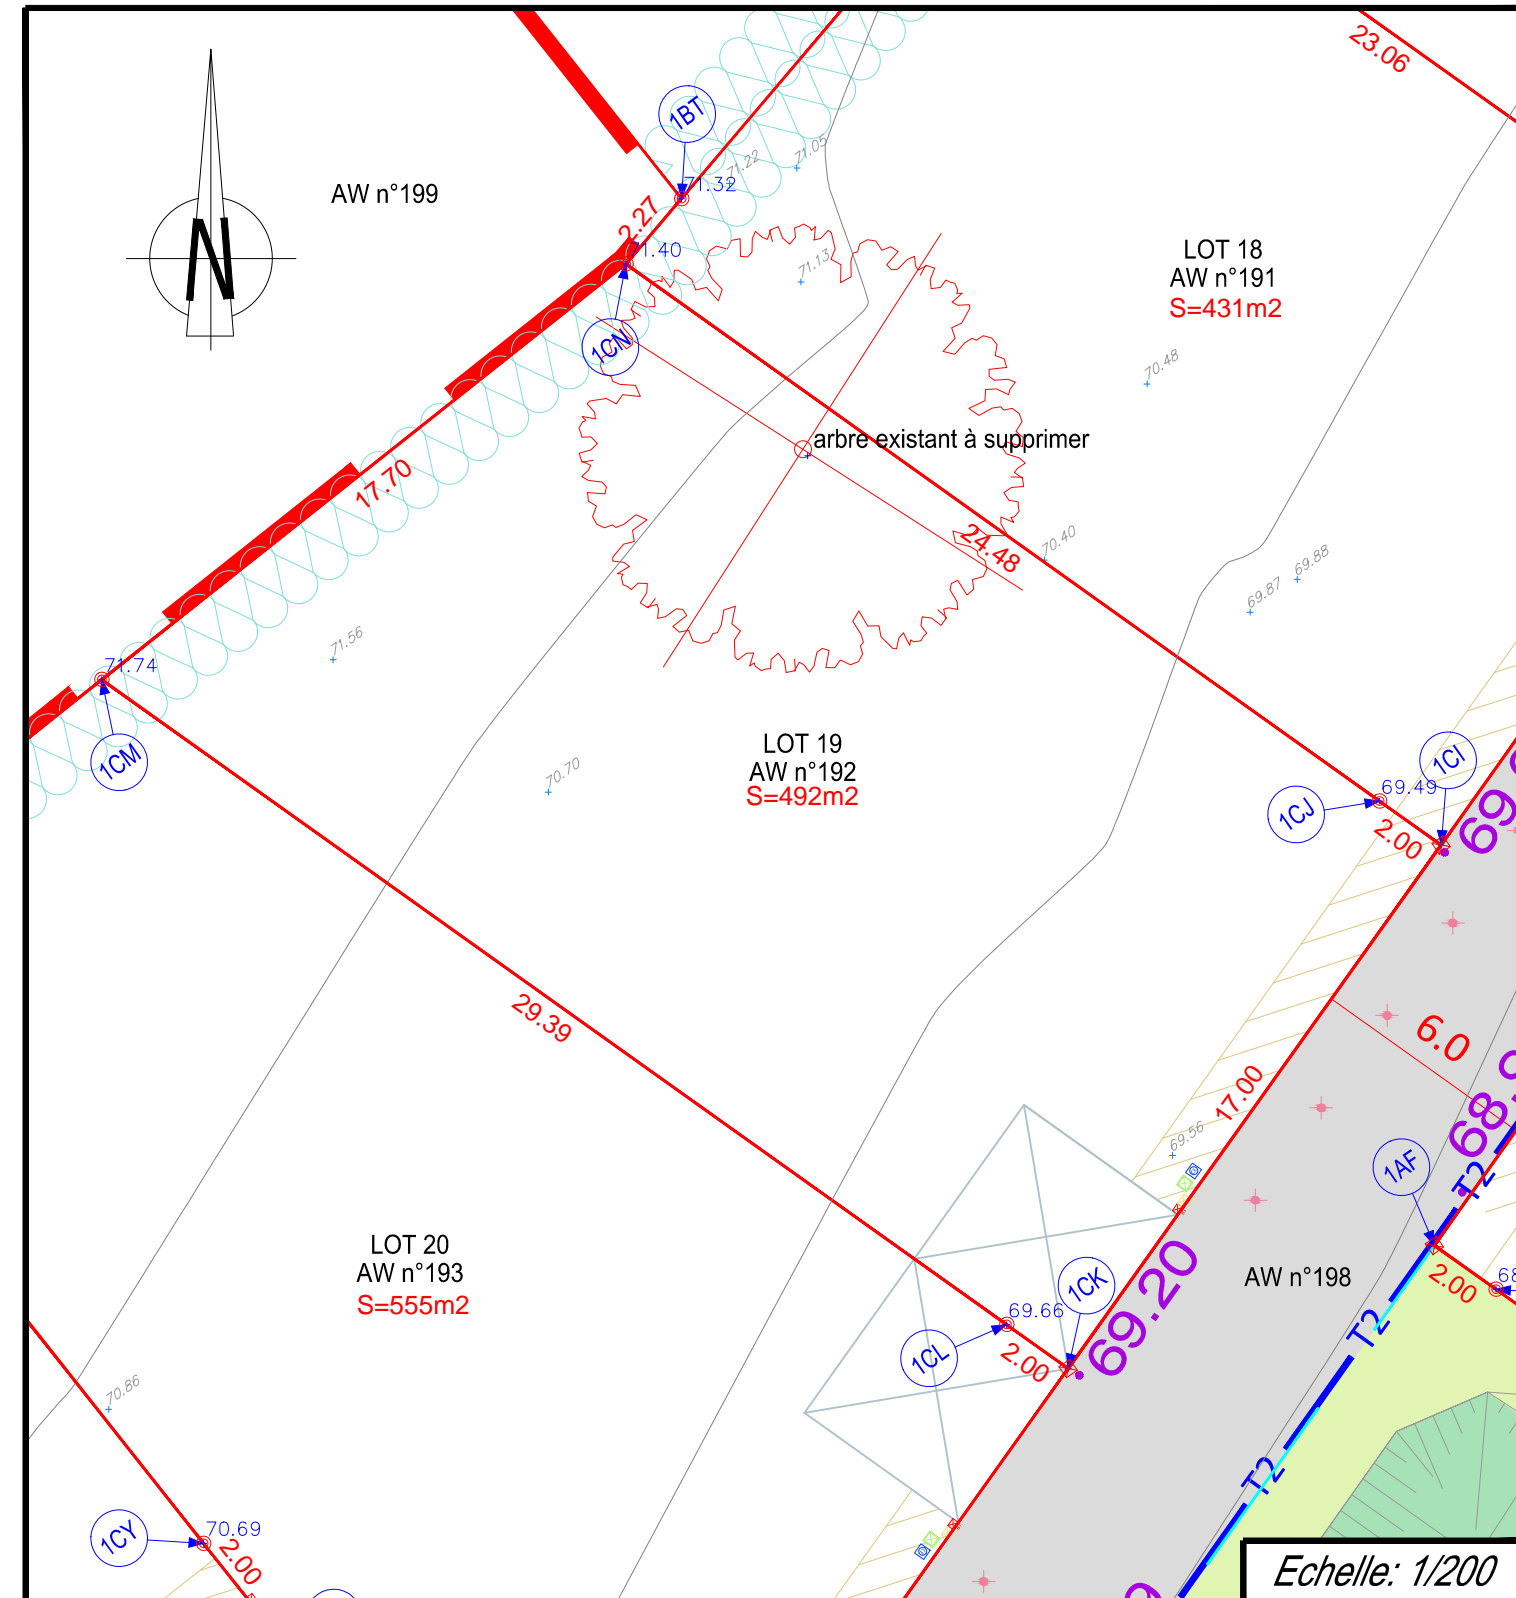 23.06
1BT
71.05
71.22
71.32
AW n°199
2.27
N
71.40
LOT 18
AW n°191
S=431m2
71.13
1CN
70.48
arbre existant à supprimer
17.70
24.48
70.40
69.88
69.87
71.56
71.74
1CM
LOT 19
AW n°192
S=492m2
70.70
1CI
69.49
1CJ
2.00
29.39
6.0
17.00
69.56
1AF
T2
LOT 20
AW n°193
S=555m2
69.20
AW n°198
2.00
1CK
69.66
1CL
2.00
T2
70.86
T2
1CY
70.69
2.00
Echelle: 1/200